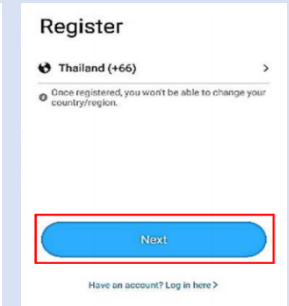 Register
Thailand (+66) >
Once registered, you won't be able to change your
country/region.
Next
Have an account? Log in here >